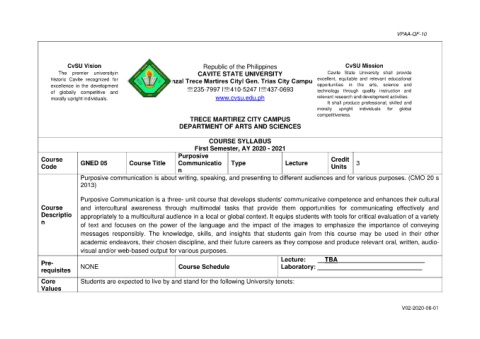 VPAA-QF-10
CvSU Vision
The premier universityin
historic Cavite recognized for
excellence in the development
of globally competitive and
morally upright individuals.
Republic of the Philippines
CAVITE STATE UNIVERSITY
nzal Trece Martires City/ Gen. Trias City Campu
235-7997 410-5247 437-0693
www.cvsu.edu.ph
TRECE MARTIREZ CITY CAMPUS
DEPARTMENT OF ARTS AND SCIENCES
CvSU Mission
Cavite State University shall provide
excellent, equitable and relevant educational
opportunities in the arts, science and
technology through quality instruction and
relevant research and development activities.
It shall produce professional, skilled and
morally upright individuals for global
competitiveness.
COURSE SYLLABUS
First Semester, AY 2020 - 2021
Course
Code
GNED 05
Course Title
Purposive
Communicatio
n
Type
Lecture
Credit
Units
3
Course
Descriptio
n
Purposive communication is about writing, speaking, and presenting to different audiences and for various purposes. (CMO 20 s
2013)
Purposive Communication is a three- unit course that develops students' communicative competence and enhances their cultural
and intercultural awareness through multimodal tasks that provide them opportunities for communicating effectively and
appropriately to a multicultural audience in a local or global context. It equips students with tools for critical evaluation of a variety
of text and focuses on the power of the language and the impact of the images to emphasize the importance of conveying
messages responsibly. The knowledge, skills, and insights that students gain from this course may be used in their other
academic endeavors, their chosen discipline, and their future careers as they compose and produce relevant oral, written, audio-
visual and/or web-based output for various purposes.
Pre-
requisites
NONE
Course Schedule
Lecture: TBA
Laboratory:
Core
Values
Students are expected to live by and stand for the following University tenets:
V02-2020-06-01